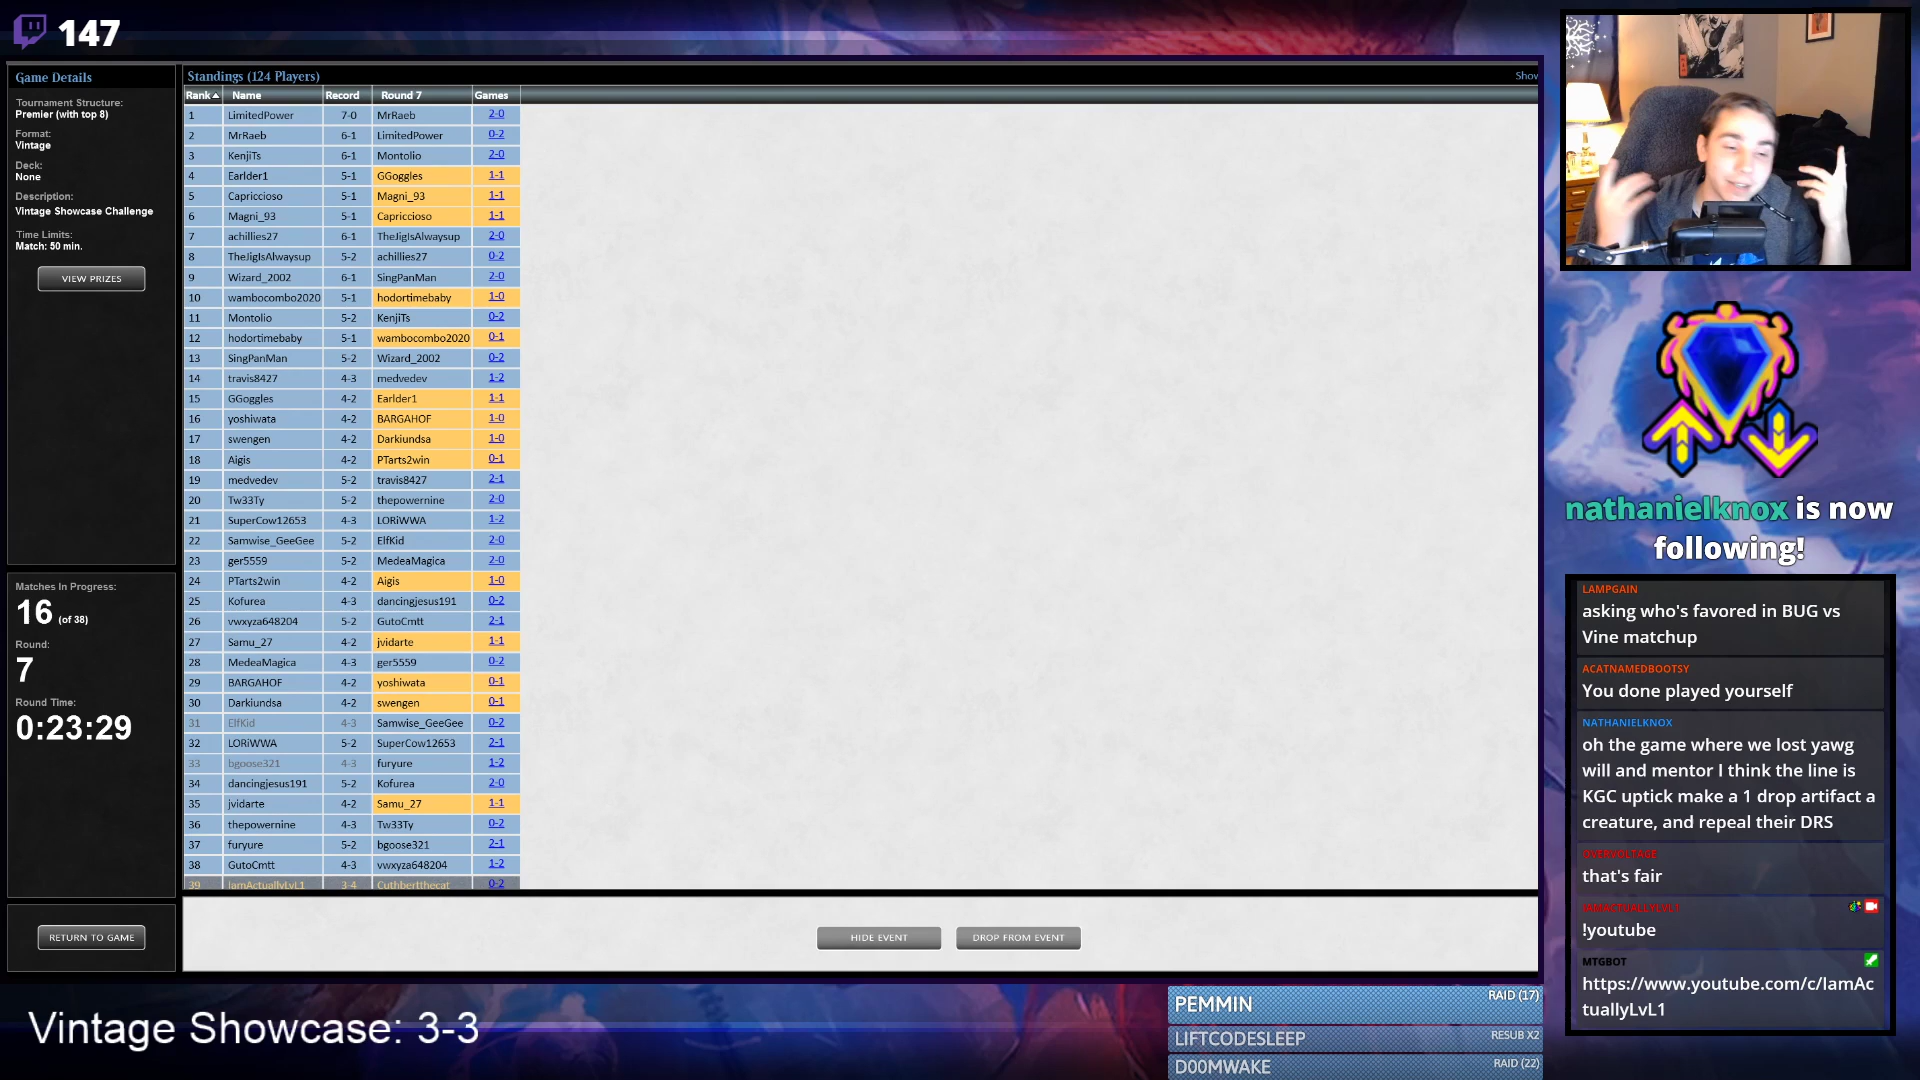 147
Game Details
Tournament Structure:
Premier (with top 8)
Format:
Vintage
Deck:
None
Description:
Vintage Showcase Challenge
Time Limits:
Match: 50 min.
VIEW PRIZES
Matches In Progress:
16 (of 38)
Round:
7
Round Time:
0:23:29
RETURN TO GAME
Standings (124 Players)
Show
Rank Name Record Round 7 Games
1 LimitedPower 7-0 MrRaeb 2-0
2 MrRaeb 6-1 LimitedPower 0-2
3 KenjiTs 6-1 Montolio 2-0
4 Earlder1 5-1 GGoggles 1-1
5 Capriccioso 5-1 Magni_93 1-1
6 Magni_93 5-1 Capriccioso 1-1
7 achillies27 6-1 TheJigIsAlwaysup 2-0
8 TheJigIsAlwaysup 5-2 achillies27 0-2
9 Wizard_2002 6-1 SingPanMan 2-0
10 wambocombo2020 5-1 hodortimebaby 1-0
11 Montolio 5-2 KenjiTs 0-2
12 hodortimebaby 5-1 wambocombo2020 0-1
13 SingPanMan 5-2 Wizard_2002 0-2
14 travis8427 4-3 medvedev 1-2
15 GGoggles 4-2 Earlder1 1-1
16 yoshiwata 4-2 BARGAHOF 1-0
17 swengen 4-2 Darkiundsa 1-0
18 Aigis 4-2 PTarts2win 0-1
19 medvedev 5-2 travis8427 2-1
20 Tw33Ty 5-2 thepowernine 2-0
21 SuperCow12653 4-3 LORiWWA 1-2
22 Samwise_GeeGee 5-2 ElfKid 2-0
23 ger5559 5-2 MedeaMagica 2-0
24 PTarts2win 4-2 Aigis 1-0
25 Kofurea 4-3 dancingjesus191 0-2
26 vwxyza648204 5-2 GutoCmtt 2-1
27 Samu_27 4-2 jvidarte 1-1
28 MedeaMagica 4-3 ger5559 0-2
29 BARGAHOF 4-2 yoshiwata 0-1
30 Darkiundsa 4-2 swengen 0-1
31 ElfKid 4-3 Samwise_GeeGee 0-2
32 LORiWWA 5-2 SuperCow12653 2-1
33 bgoose321 4-3 furyure 1-2
34 dancingjesus191 5-2 Kofurea 2-0
35 jvidarte 4-2 Samu_27 1-1
36 thepowernine 4-3 Tw33Ty 0-2
37 furyure 5-2 bgoose321 2-1
38 GutoCmtt 4-3 vwxyza648204 1-2
39 IamActuallyLvL1 3-4 Cuthbertthecat 0-2
HIDE EVENT DROP FROM EVENT
nathanielknox is now
following!
LAMPGAIN
asking who's favored in BUG vs
Vine matchup
ACATNAMEDBOOTSY
You done played yourself
NATHANIELKNOX
oh the game where we lost yawg
will and mentor I think the line is
KGC uptick make a 1 drop artifact a
creature, and repeal their DRS
OVERVOLTAGE
that's fair
IAMACTUALLYLVL1
!youtube
MTGBOT
https://www.youtube.com/c/IamAc
tuallyLvL1
Vintage Showcase: 3-3
PEMMIN RAID (17)
LIFTCODESLEEP RESUB X2
D00MWAKE RAID (22)